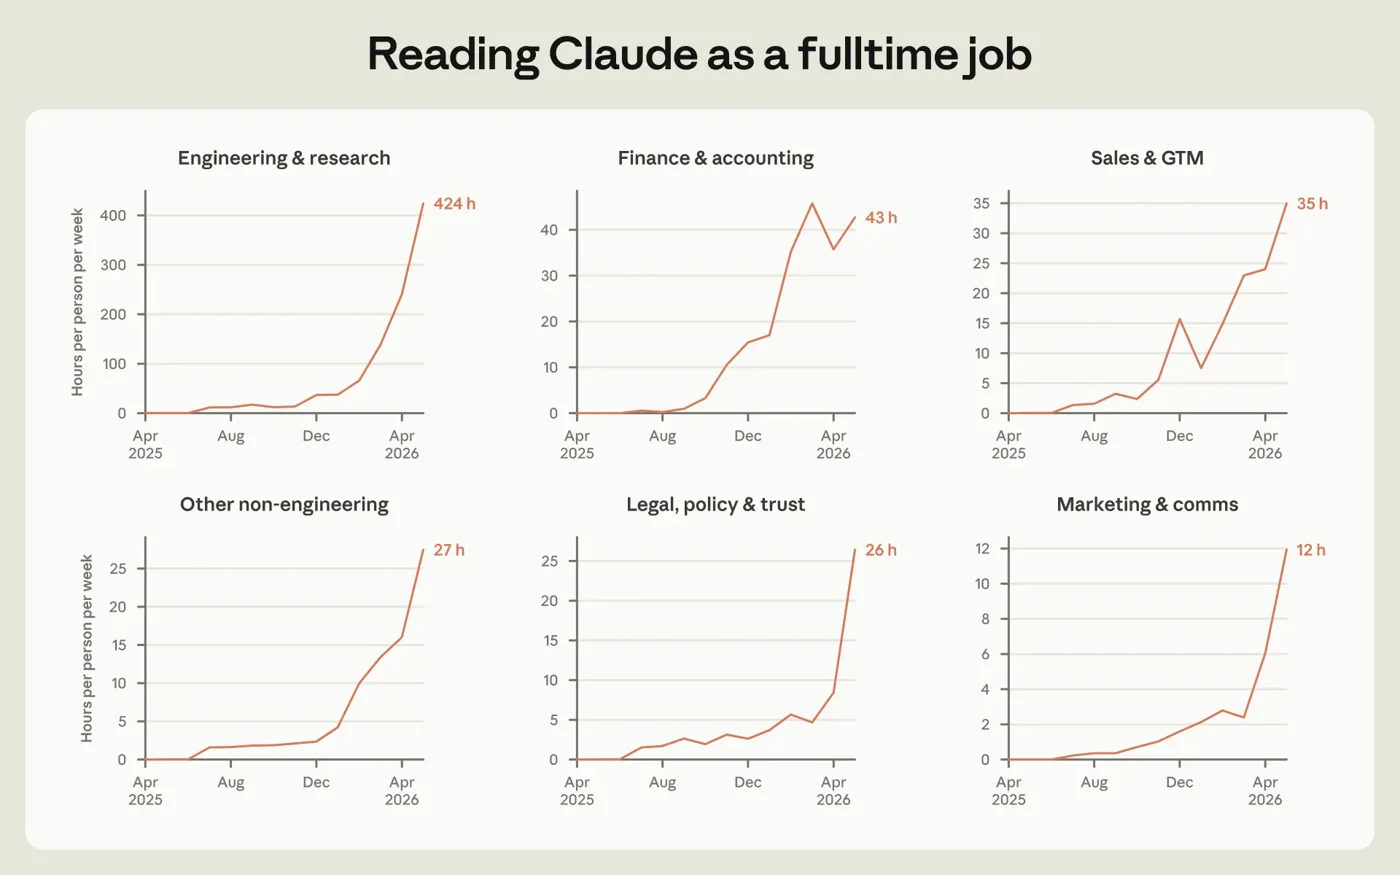 Reading Claude as a fulltime job
Engineering & research
Hours per person per week
400
300
200
100
0
424 h
Apr
2025
Aug
Dec
Apr
2026
Finance & accounting
40
30
20
10
0
43 h
Apr
2025
Aug
Dec
Apr
2026
Sales & GTM
35
30
25
20
15
10
5
0
35 h
Apr
2025
Aug
Dec
Apr
2026
Other non-engineering
Hours per person per week
25
20
15
10
5
0
27 h
Apr
2025
Aug
Dec
Apr
2026
Legal, policy & trust
25
20
15
10
5
0
26 h
Apr
2025
Aug
Dec
Apr
2026
Marketing & comms
12
10
8
6
4
2
0
12 h
Apr
2025
Aug
Dec
Apr
2026